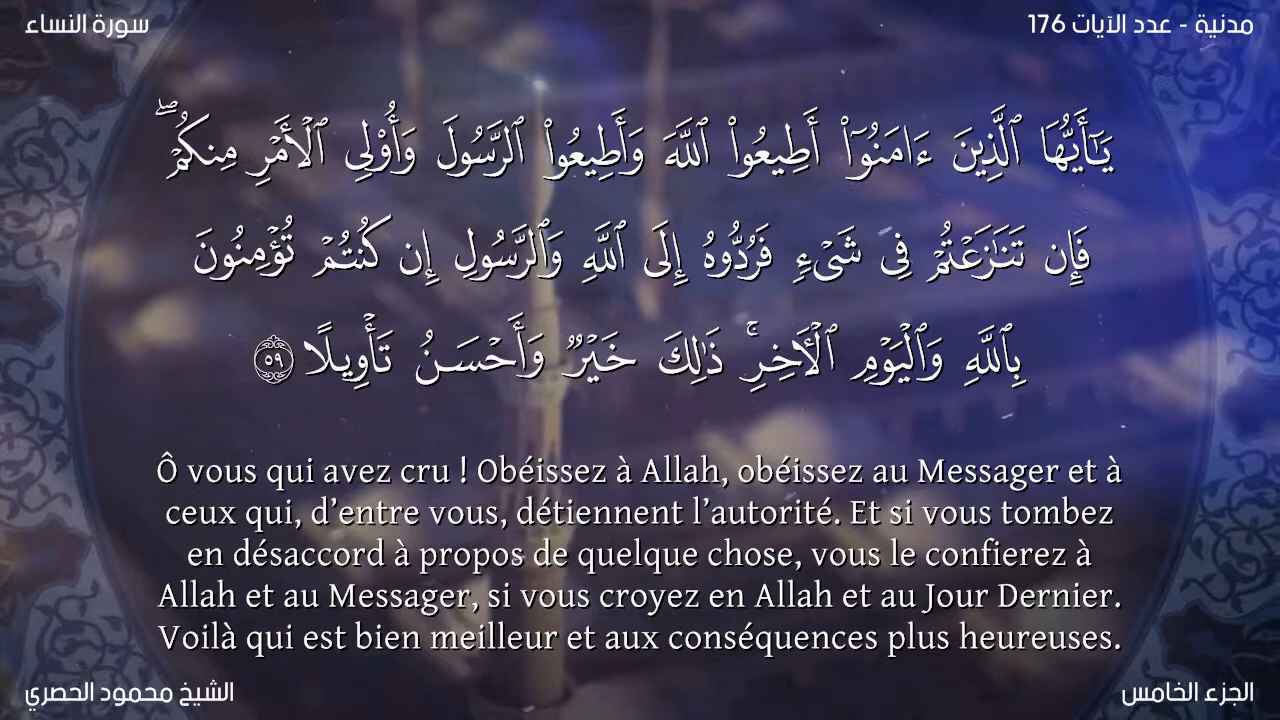 سورة النساء
مدنية - عدد الآيات 176
يَـٰٓأَيُّهَا ٱلَّذِينَ ءَامَنُوٓا۟ أَطِيعُوا۟ ٱللَّهَ وَأَطِيعُوا۟ ٱلرَّسُولَ وَأُو۟لِى ٱلْأَمْرِ مِنكُمْ ۖ
فَإِن تَنَـٰزَعْتُمْ فِى شَىْءٍ فَرُدُّوهُ إِلَى ٱللَّهِ وَٱلرَّسُولِ إِن كُنتُمْ تُؤْمِنُونَ
بِٱللَّهِ وَٱلْيَوْمِ ٱلْـَٔاخِرِ ۚ ذَٰلِكَ خَيْرٌ وَأَحْسَنُ تَأْوِيلًا ٥٩
Ô vous qui avez cru ! Obéissez à Allah, obéissez au Messager et à
ceux qui, d’entre vous, détiennent l’autorité. Et si vous tombez
en désaccord à propos de quelque chose, vous le confierez à
Allah et au Messager, si vous croyez en Allah et au Jour Dernier.
Voilà qui est bien meilleur et aux conséquences plus heureuses.
الشيخ محمود الحصري
الجزء الخامس